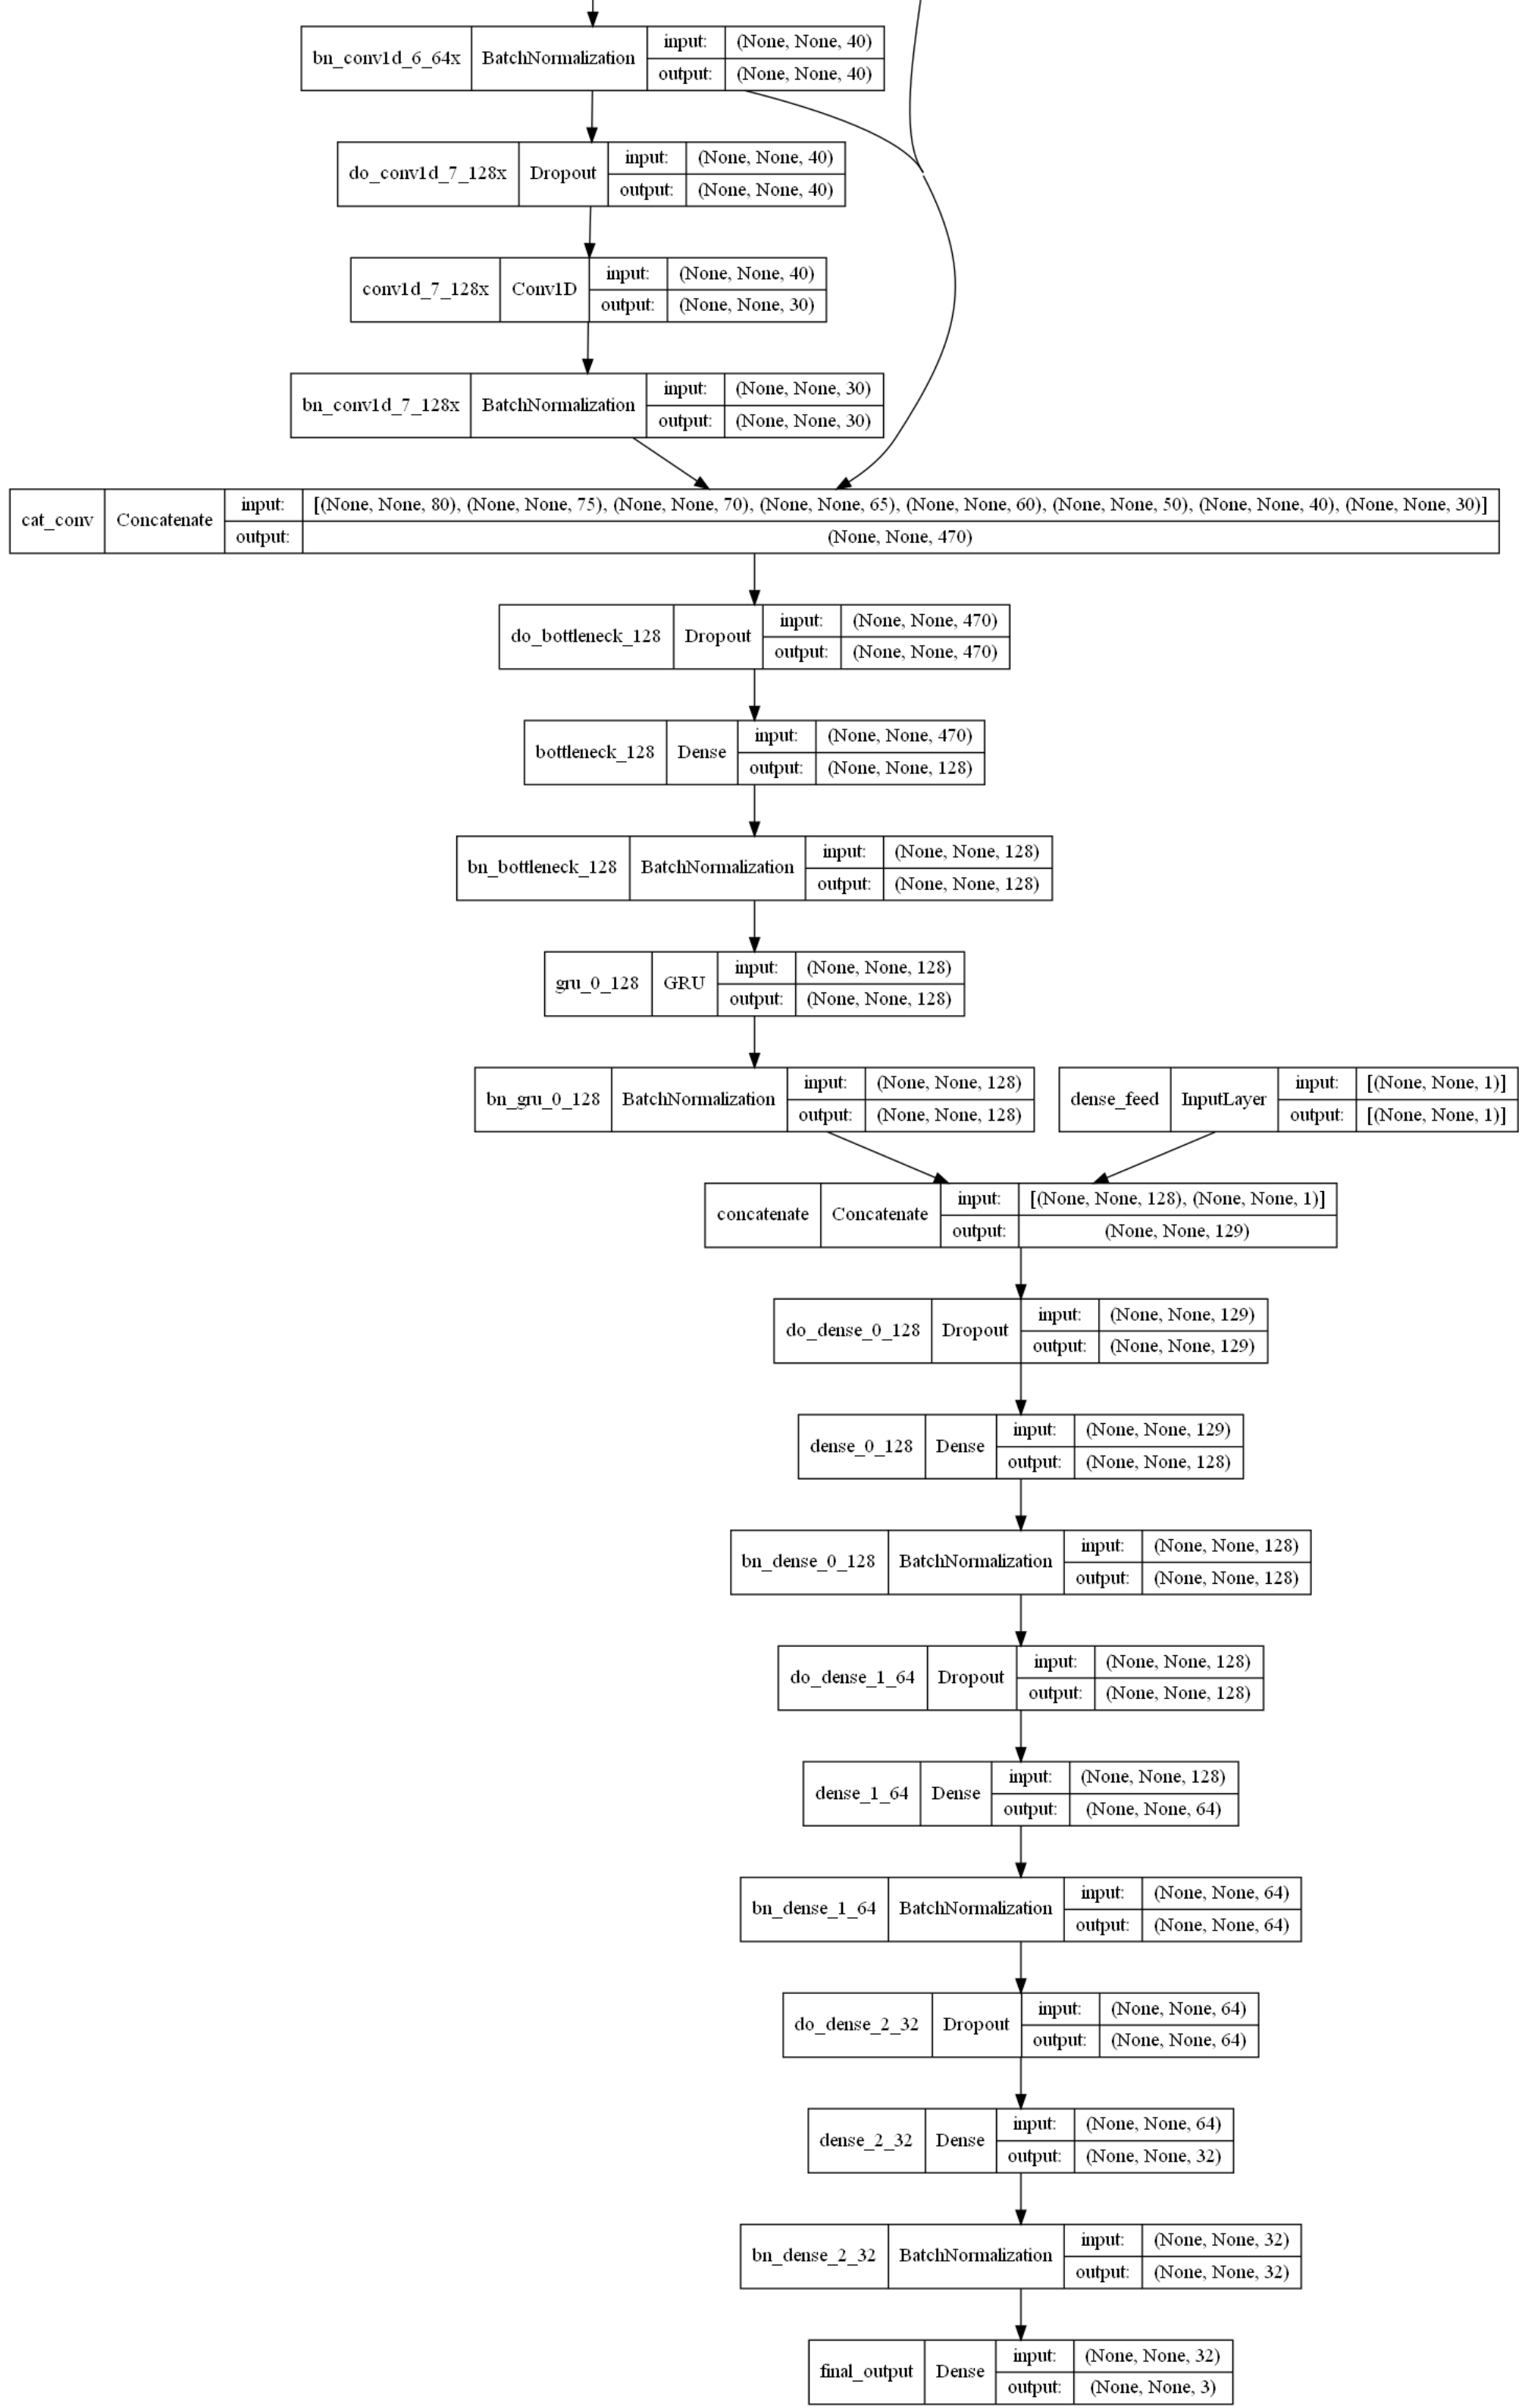 bn_conv1d_6_64x BatchNormalization input: (None, None, 40)
output: (None, None, 40)
do_conv1d_7_128x Dropout input: (None, None, 40)
output: (None, None, 40)
conv1d_7_128x Conv1D input: (None, None, 40)
output: (None, None, 30)
bn_conv1d_7_128x BatchNormalization input: (None, None, 30)
output: (None, None, 30)
cat_conv Concatenate input: [(None, None, 80), (None, None, 75), (None, None, 70), (None, None, 65), (None, None, 60), (None, None, 50), (None, None, 40), (None, None, 30)]
output: (None, None, 470)
do_bottleneck_128 Dropout input: (None, None, 470)
output: (None, None, 470)
bottleneck_128 Dense input: (None, None, 470)
output: (None, None, 128)
bn_bottleneck_128 BatchNormalization input: (None, None, 128)
output: (None, None, 128)
gru_0_128 GRU input: (None, None, 128)
output: (None, None, 128)
bn_gru_0_128 BatchNormalization input: (None, None, 128)
output: (None, None, 128)
dense_feed InputLayer input: [(None, None, 1)]
output: [(None, None, 1)]
concatenate Concatenate input: [(None, None, 128), (None, None, 1)]
output: (None, None, 129)
do_dense_0_128 Dropout input: (None, None, 129)
output: (None, None, 129)
dense_0_128 Dense input: (None, None, 129)
output: (None, None, 128)
bn_dense_0_128 BatchNormalization input: (None, None, 128)
output: (None, None, 128)
do_dense_1_64 Dropout input: (None, None, 128)
output: (None, None, 128)
dense_1_64 Dense input: (None, None, 128)
output: (None, None, 64)
bn_dense_1_64 BatchNormalization input: (None, None, 64)
output: (None, None, 64)
do_dense_2_32 Dropout input: (None, None, 64)
output: (None, None, 64)
dense_2_32 Dense input: (None, None, 64)
output: (None, None, 32)
bn_dense_2_32 BatchNormalization input: (None, None, 32)
output: (None, None, 32)
final_output Dense input: (None, None, 32)
output: (None, None, 3)